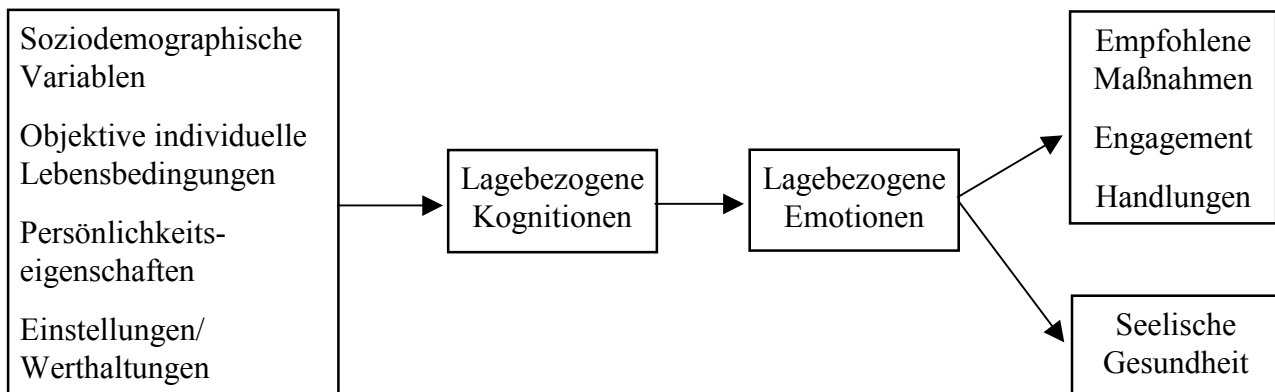 Soziodemographische
Variablen
Objektive individuelle
Lebensbedingungen
Persönlichkeits-
eigenschaften
Einstellungen/
Werthaltungen
Lagebezogene
Kognitionen
Lagebezogene
Emotionen
Empfohlene
Maßnahmen
Engagement
Handlungen
Seelische
Gesundheit